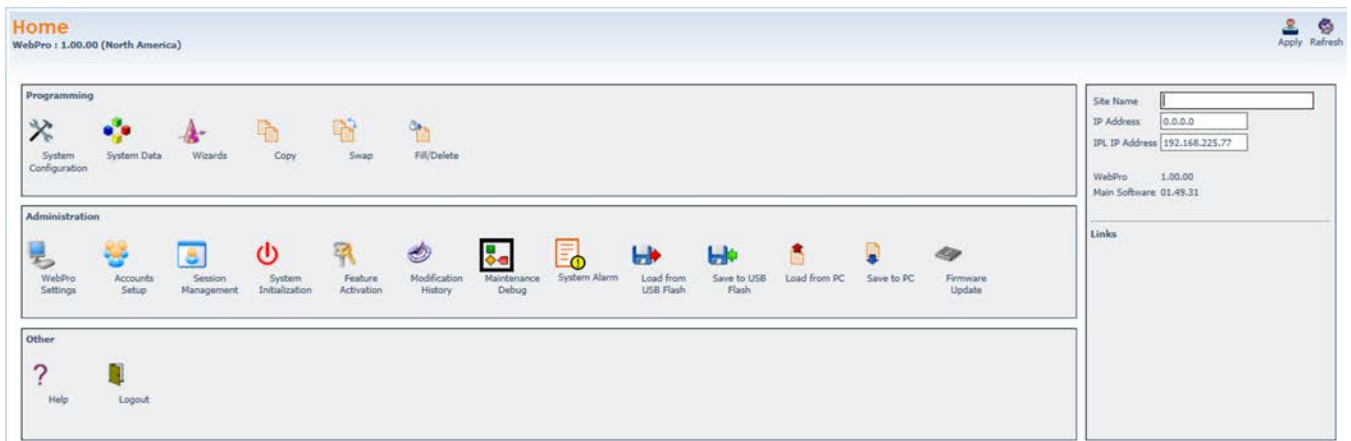 Home
WebPro : 1.00.00 (North America)
Apply Refresh
Programming
System Configuration
System Data
Wizards
Copy
Swap
Fill/Delete
Administration
WebPro Settings
Accounts Setup
Session Management
System Initialization
Feature Activation
Modification History
Maintenance Debug
System Alarm
Load from USB Flash
Save to USB Flash
Load from PC
Save to PC
Firmware Update
Other
? Help
Logout
Site Name
IP Address 0.0.0.0
IPL IP Address 192.168.225.77
WebPro 1.00.00
Main Software 01.49.31
Links